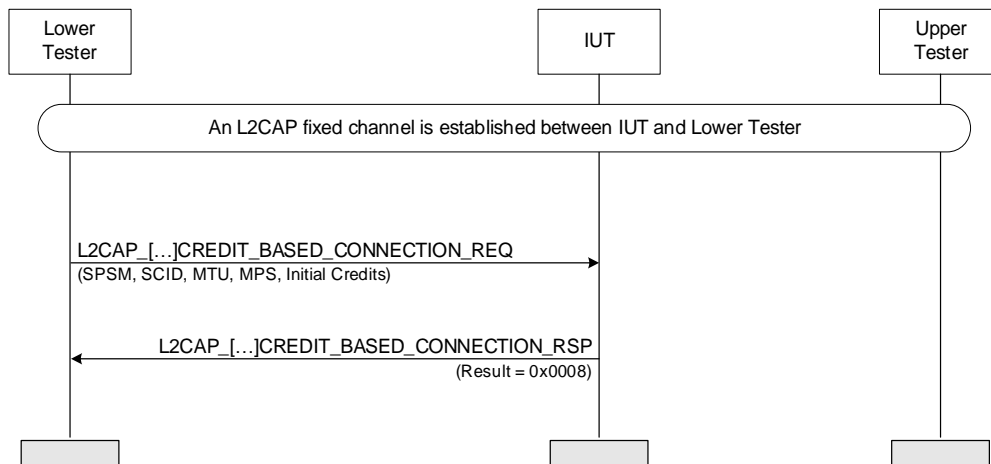 Lower
Tester
IUT
Upper
Tester
An L2CAP fixed channel is established between IUT and Lower Tester
L2CAP_[…]CREDIT_BASED_CONNECTION_REQ
(SPSM, SCID, MTU, MPS, Initial Credits)
L2CAP_[…]CREDIT_BASED_CONNECTION_RSP
(Result = 0x0008)